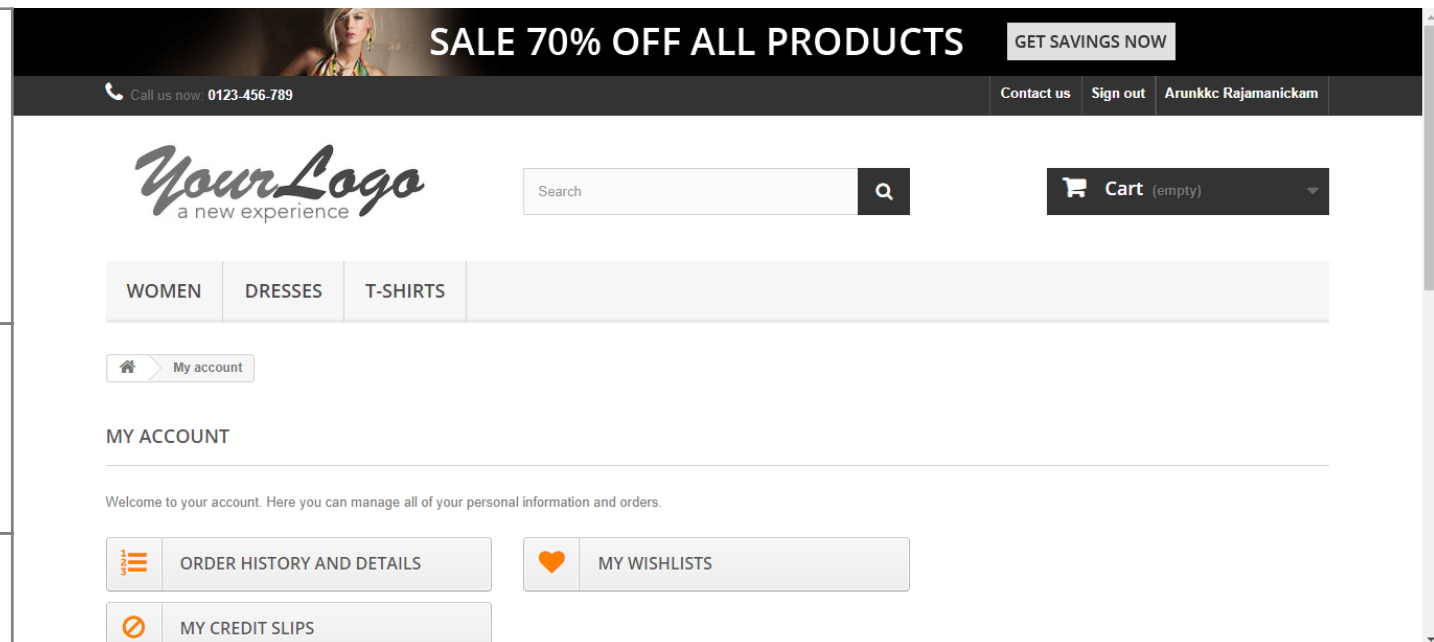 SALE 70% OFF ALL PRODUCTS GET SAVINGS NOW
Call us now: 0123-456-789 Contact us Sign out Arunkkc Rajamanickam
YourLogo
a new experience
Search
Cart (empty)
WOMEN DRESSES T-SHIRTS
My account
MY ACCOUNT
Welcome to your account. Here you can manage all of your personal information and orders.
1 2 3 ORDER HISTORY AND DETAILS MY WISHLISTS
MY CREDIT SLIPS